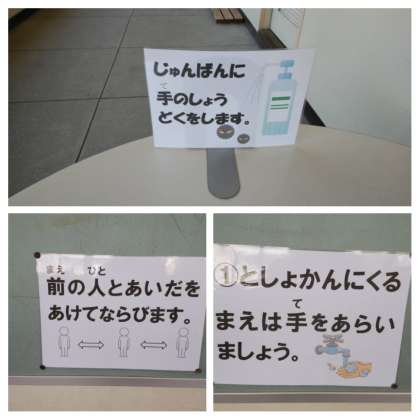 じゅんばんに
て
手のしょう
どくをします。
まえ ひと
前の人とあいだを
あけてならびます。
①としょかんにくる
て
まえは手をあらい
ましょう。